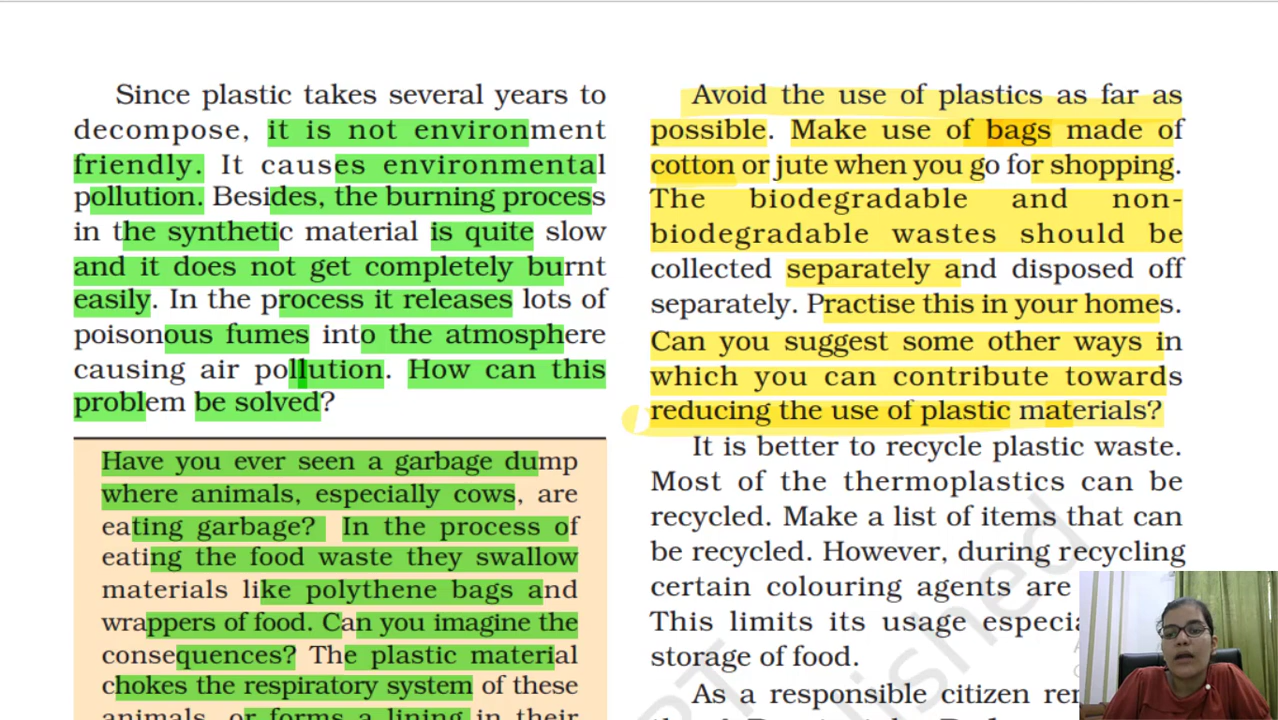 Since plastic takes several years to
decompose, it is not environment
friendly. It causes environmental
pollution. Besides, the burning process
in the synthetic material is quite slow
and it does not get completely burnt
easily. In the process it releases lots of
poisonous fumes into the atmosphere
causing air pollution. How can this
problem be solved?
Have you ever seen a garbage dump
where animals, especially cows, are
eating garbage? In the process of
eating the food waste they swallow
materials like polythene bags and
wrappers of food. Can you imagine the
consequences? The plastic material
chokes the respiratory system of these
animals, or forms a lining in their
Avoid the use of plastics as far as
possible. Make use of bags made of
cotton or jute when you go for shopping.
The biodegradable and non-
biodegradable wastes should be
collected separately and disposed off
separately. Practise this in your homes.
Can you suggest some other ways in
which you can contribute towards
reducing the use of plastic materials?
It is better to recycle plastic waste.
Most of the thermoplastics can be
recycled. Make a list of items that can
be recycled. However, during recycling
certain colouring agents are
This limits its usage especia
storage of food.
As a responsible citizen rem